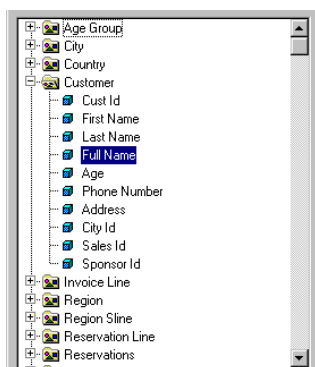 Age Group
City
Country
Customer
Cust Id
First Name
Last Name
Full Name
Age
Phone Number
Address
City Id
Sales Id
Sponsor Id
Invoice Line
Region
Region Sline
Reservation Line
Reservations